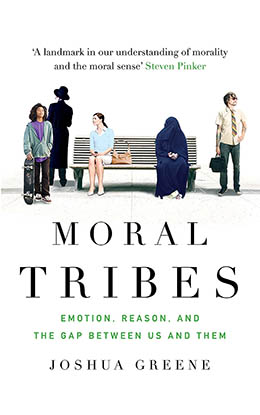 ‘A landmark in our understanding of morality
and the moral sense’ Steven Pinker
MORAL
TRIBES
EMOTION, REASON, AND
THE GAP BETWEEN US AND THEM
JOSHUA GREENE